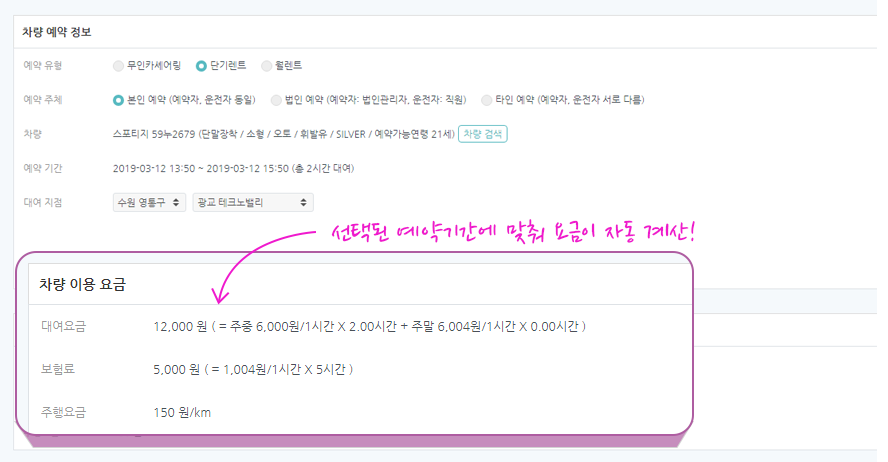 차량 예약 정보
예약 유형 무인카셰어링 단기렌트 월렌트
예약 주체 본인 예약 (예약자, 운전자 동일) 법인 예약 (예약자: 법인관리자, 운전자: 직원) 타인 예약 (예약자, 운전자 서로 다름)
차량 스포티지 59누2679 (단말장착 / 소형 / 오토 / 휘발유 / SILVER / 예약가능연령 21세) 차량 검색
예약 기간 2019-03-12 13:50 ~ 2019-03-12 15:50 (총 2시간 대여)
대여 지점 수원 영통구 광교 테크노밸리
선택된 예약기간에 맞춰 요금이 자동 계산!
차량 이용 요금
대여요금 12,000 원 ( = 주중 6,000원/1시간 X 2.00시간 + 주말 6,004원/1시간 X 0.00시간 )
보험료 5,000 원 ( = 1,004원/1시간 X 5시간 )
주행요금 150 원/km